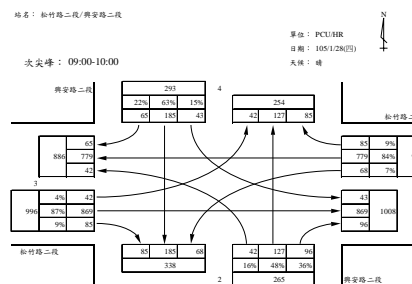 站名： 松竹路二段/興安路二段
N
單位： PCU/HR
日期： 105/1/28(四)
天候： 晴
次尖峰： 09:00-10:00
興安路二段
293
4
22% 63% 15%
254
65 185 43
42 127 85
松竹路二段
65
85 9%
886 779
779 84%
42
68 7%
3
4% 42
43
996 87% 869
869 1008
9% 85
96
松竹路二段
85 185 68
42 127 96
338
16% 48% 36%
2
265
興安路二段